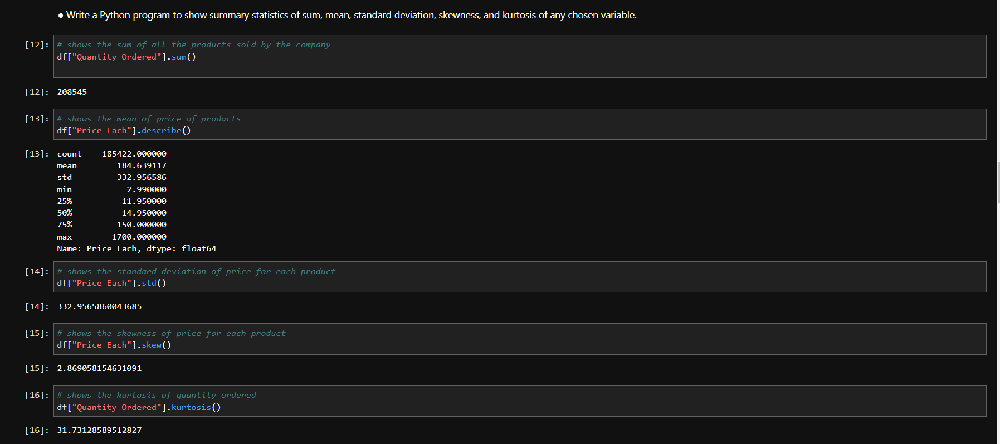 ● Write a Python program to show summary statistics of sum, mean, standard deviation, skewness, and kurtosis of any chosen variable.
[12]: # shows the sum of all the products sold by the company
df["Quantity Ordered"].sum()
[12]: 208545
[13]: # shows the mean of price of products
df["Price Each"].describe()
[13]: count    185422.000000
mean        184.639117
std         332.956586
min           2.990000
25%          11.950000
50%          14.950000
75%         150.000000
max        1700.000000
Name: Price Each, dtype: float64
[14]: # shows the standard deviation of price for each product
df["Price Each"].std()
[14]: 332.9565860043685
[15]: # shows the skewness of price for each product
df["Price Each"].skew()
[15]: 2.869058154631091
[16]: # shows the kurtosis of quantity ordered
df["Quantity Ordered"].kurtosis()
[16]: 31.73128589512827